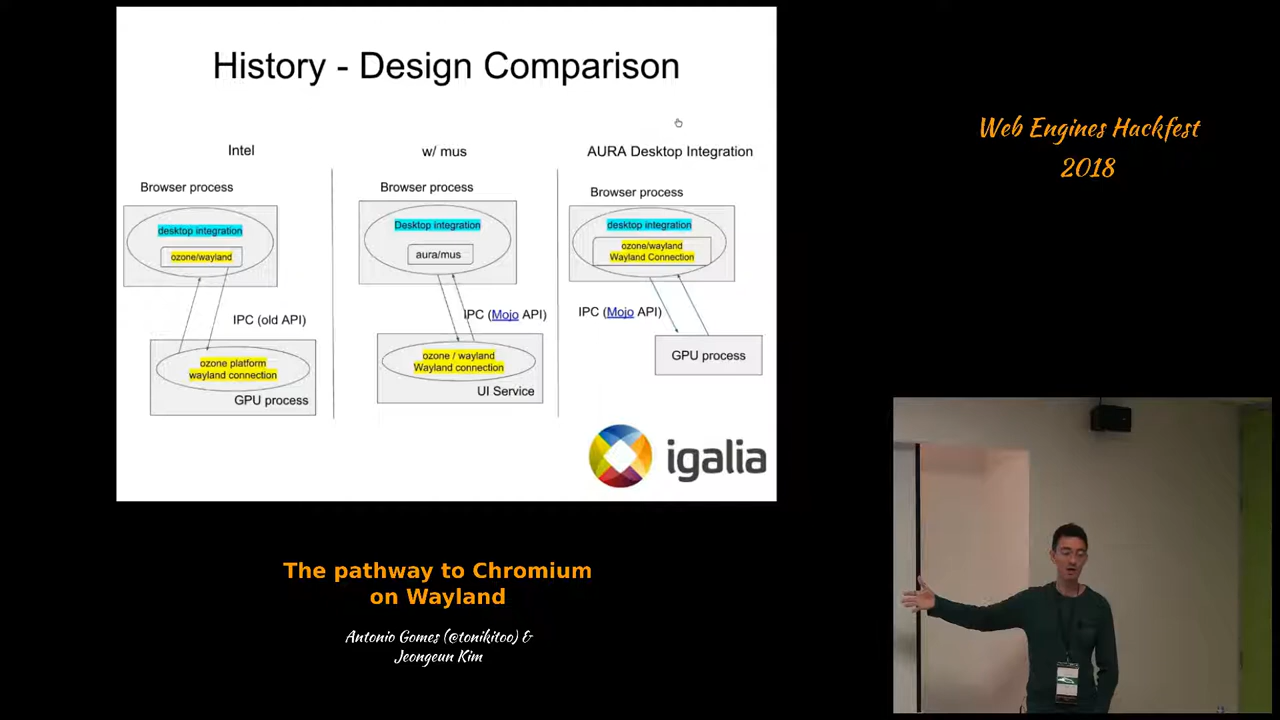 History - Design Comparison
Intel
Browser process
desktop integration
ozone/wayland
IPC (old API)
ozone platform
wayland connection
GPU process
w/ mus
Browser process
Desktop integration
aura/mus
IPC (Mojo API)
ozone / wayland
Wayland connection
UI Service
AURA Desktop Integration
Browser process
desktop integration
ozone/wayland
Wayland Connection
IPC (Mojo API)
GPU process
igalia
Web Engines Hackfest
2018
The pathway to Chromium
on Wayland
Antonio Gomes (@tonikitoo) &
Jeongeun Kim